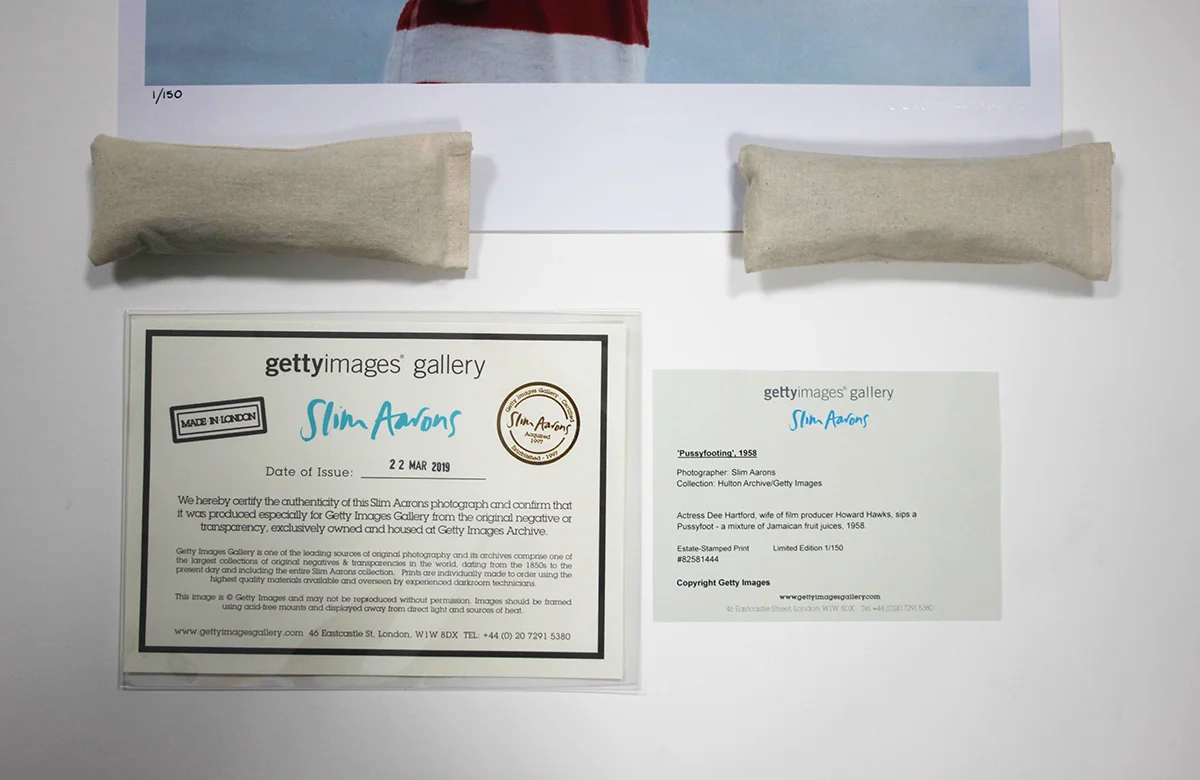 1/150
gettyimages® gallery
MADE IN LONDON
Slim Aarons
Getty Images Gallery - Certified
Slim Aarons
Acquired
1997
Established - 1997
Date of Issue: 22 MAR 2019
We hereby certify the authenticity of this Slim Aarons photograph and confirm that
it was produced especially for Getty Images Gallery from the original negative or
transparency, exclusively owned and housed at Getty Images Archive.
Getty Images Gallery is one of the leading sources of original photography and its archives comprise one of
the largest collections of original negatives & transparencies in the world, dating from the 1850s to the
present day and including the entire Slim Aarons collection. Prints are individually made to order using the
highest quality materials available and overseen by experienced darkroom technicians.
This image is © Getty Images and may not be reproduced without permission. Images should be framed
using acid-free mounts and displayed away from direct light and sources of heat.
www.gettyimagesgallery.com 46 Eastcastle St, London, W1W 8DX TEL: +44 (0) 20 7291 5380
gettyimages® gallery
Slim Aarons
'Pussyfooting', 1958
Photographer: Slim Aarons
Collection: Hulton Archive/Getty Images
Actress Dee Hartford, wife of film producer Howard Hawks, sips a
Pussyfoot - a mixture of Jamaican fruit juices, 1958.
Estate-Stamped Print Limited Edition 1/150
#82581444
Copyright Getty Images
www.gettyimagesgallery.com
46 Eastcastle Street, London, W1W 8DX Tel. +44 (0)20 7291 5380